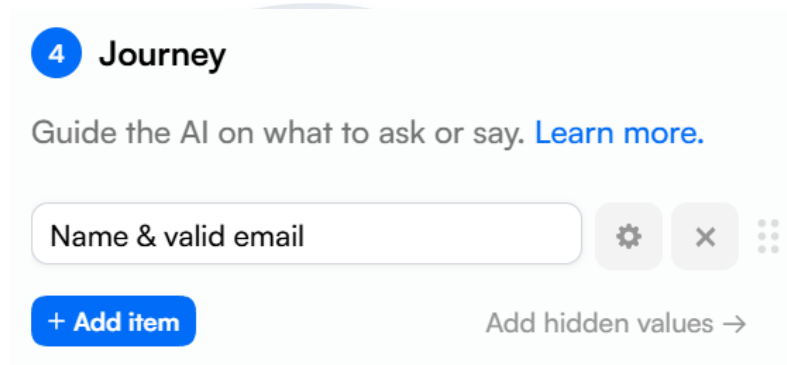 4 Journey
Guide the AI on what to ask or say. Learn more.
Name & valid email
+ Add item
Add hidden values →